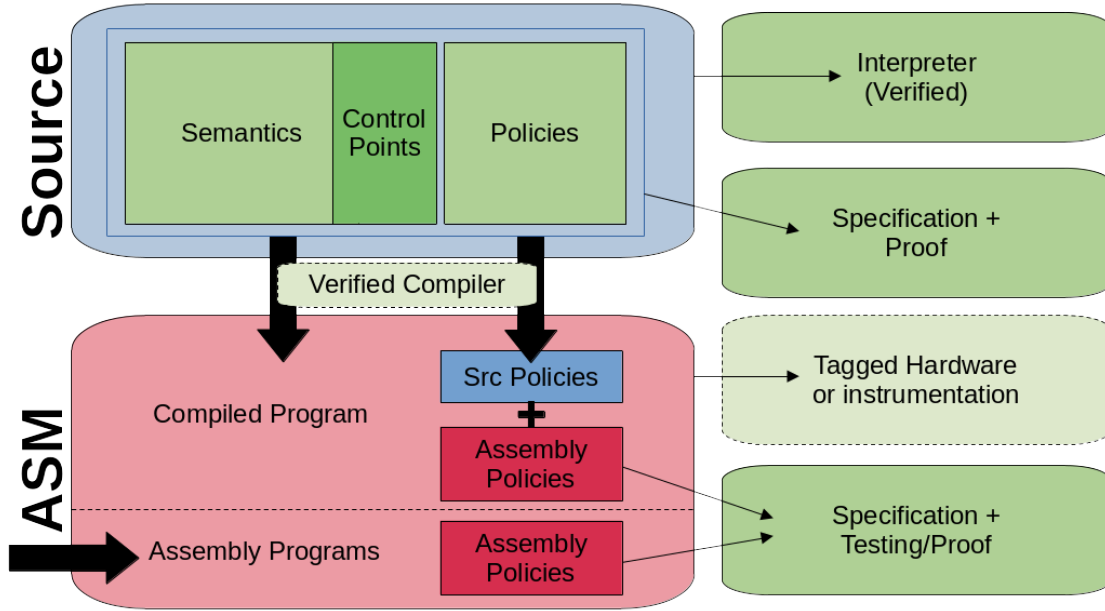 Source
Semantics
Control
Points
Policies
Interpreter
(Verified)
Specification +
Proof
Verified Compiler
ASM
Src Policies
+
Compiled Program
Assembly
Policies
Tagged Hardware
or instrumentation
Assembly Programs
Assembly
Policies
Specification +
Testing/Proof